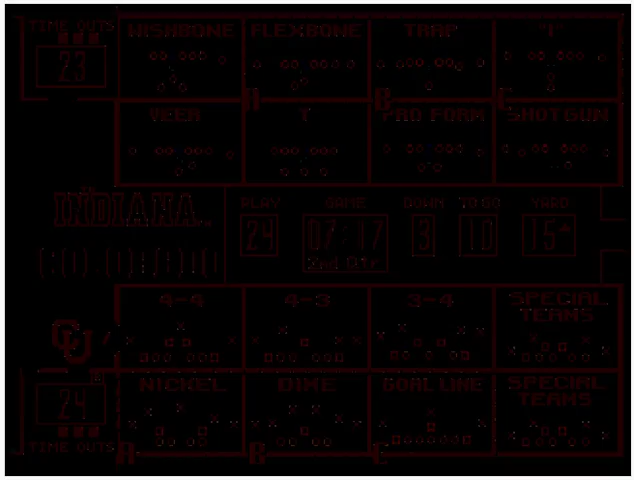 TIME OUTS
23
WISHBONE FLEXBONE TRAP "I"
A B C
VEER T PRO FORM SHOTGUN
INDIANA
PLAY GAME DOWN TO GO YARD
24 07:17 3 10 15
2nd Qtr
4-4 4-3 3-4 SPECIAL TEAMS
CU
24
NICKEL DIME GOAL LINE SPECIAL TEAMS
TIME OUTS
A B C